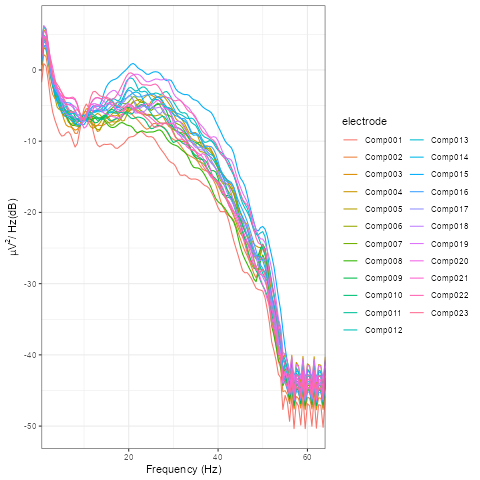 0
-10
-20
-30
-40
-50
20
40
60
Frequency (Hz)
μV²/ Hz(dB)
electrode
Comp001
Comp002
Comp003
Comp004
Comp005
Comp006
Comp007
Comp008
Comp009
Comp010
Comp011
Comp012
Comp013
Comp014
Comp015
Comp016
Comp017
Comp018
Comp019
Comp020
Comp021
Comp022
Comp023